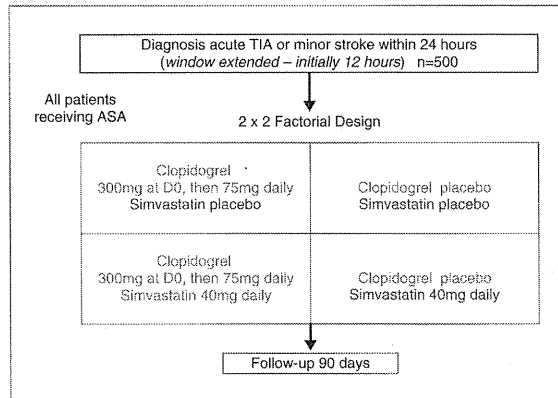 Diagnosis acute TIA or minor stroke within 24 hours
(window extended – initially 12 hours) n=500
All patients
receiving ASA
2 x 2 Factorial Design
Clopidogrel
300mg at D0, then 75mg daily
Simvastatin placebo
Clopidogrel placebo
Simvastatin placebo
Clopidogrel
300mg at D0, then 75mg daily
Simvastatin 40mg daily
Clopidogrel placebo
Simvastatin 40mg daily
Follow-up 90 days